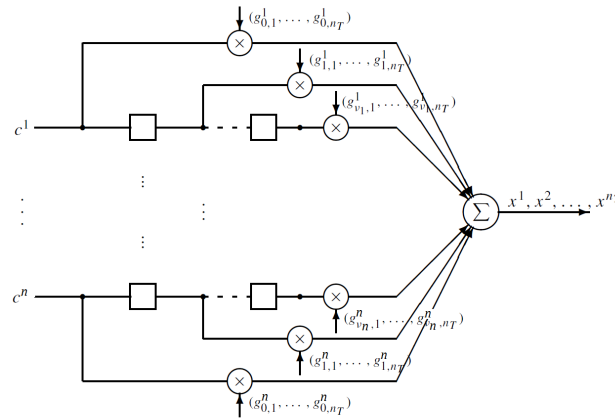 (g^1_{0,1}, . . . , g^1_{0,n_T})
×
(g^1_{1,1}, . . . , g^1_{1,n_T})
×
(g^1_{v_1,1}, . . . , g^1_{v_1,n_T})
c^1
×
⋮
⋮ ⋮
∑ x^1, x^2, . . . , x^n
⋮
c^n
×
(g^n_{v_n,1}, . . . , g^n_{v_n,n_T})
×
(g^n_{1,1}, . . . , g^n_{1,n_T})
×
(g^n_{0,1}, . . . , g^n_{0,n_T})